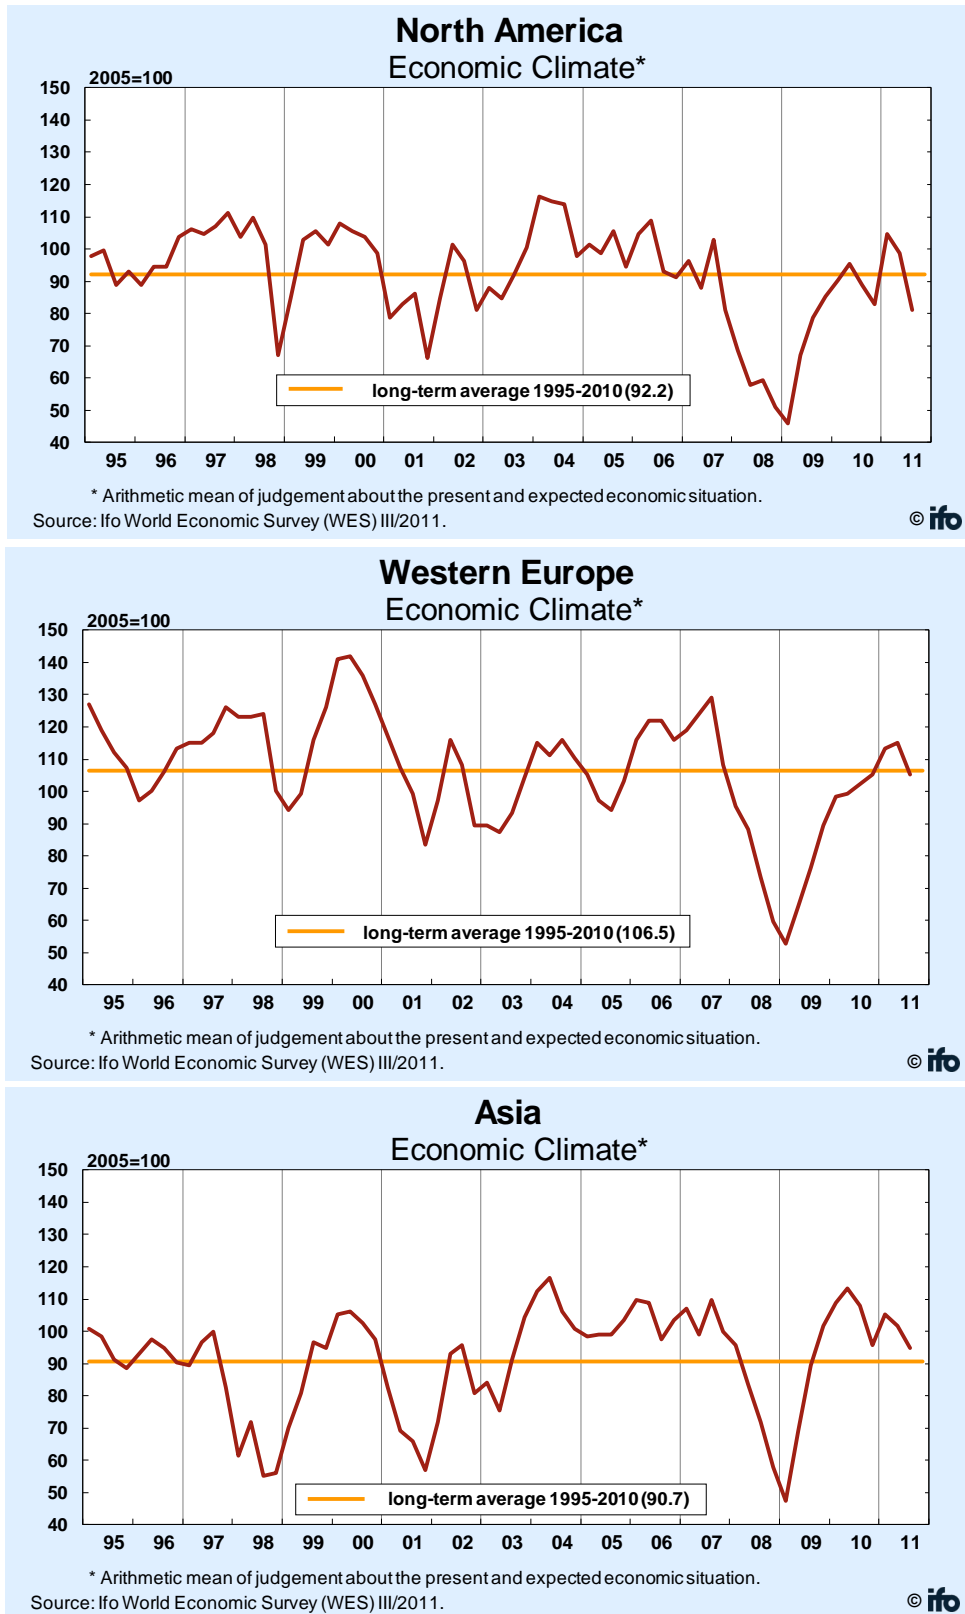 North America
Economic Climate*
2005=100
150
140
130
120
110
100
90
80
70
60
50
40
long-term average 1995-2010 (92.2)
95 96 97 98 99 00 01 02 03 04 05 06 07 08 09 10 11
* Arithmetic mean of judgement about the present and expected economic situation.
Source: Ifo World Economic Survey (WES) III/2011.
© ifo
Western Europe
Economic Climate*
2005=100
150
140
130
120
110
100
90
80
70
60
50
40
long-term average 1995-2010 (106.5)
95 96 97 98 99 00 01 02 03 04 05 06 07 08 09 10 11
* Arithmetic mean of judgement about the present and expected economic situation.
Source: Ifo World Economic Survey (WES) III/2011.
© ifo
Asia
Economic Climate*
2005=100
150
140
130
120
110
100
90
80
70
60
50
40
long-term average 1995-2010 (90.7)
95 96 97 98 99 00 01 02 03 04 05 06 07 08 09 10 11
* Arithmetic mean of judgement about the present and expected economic situation.
Source: Ifo World Economic Survey (WES) III/2011.
© ifo